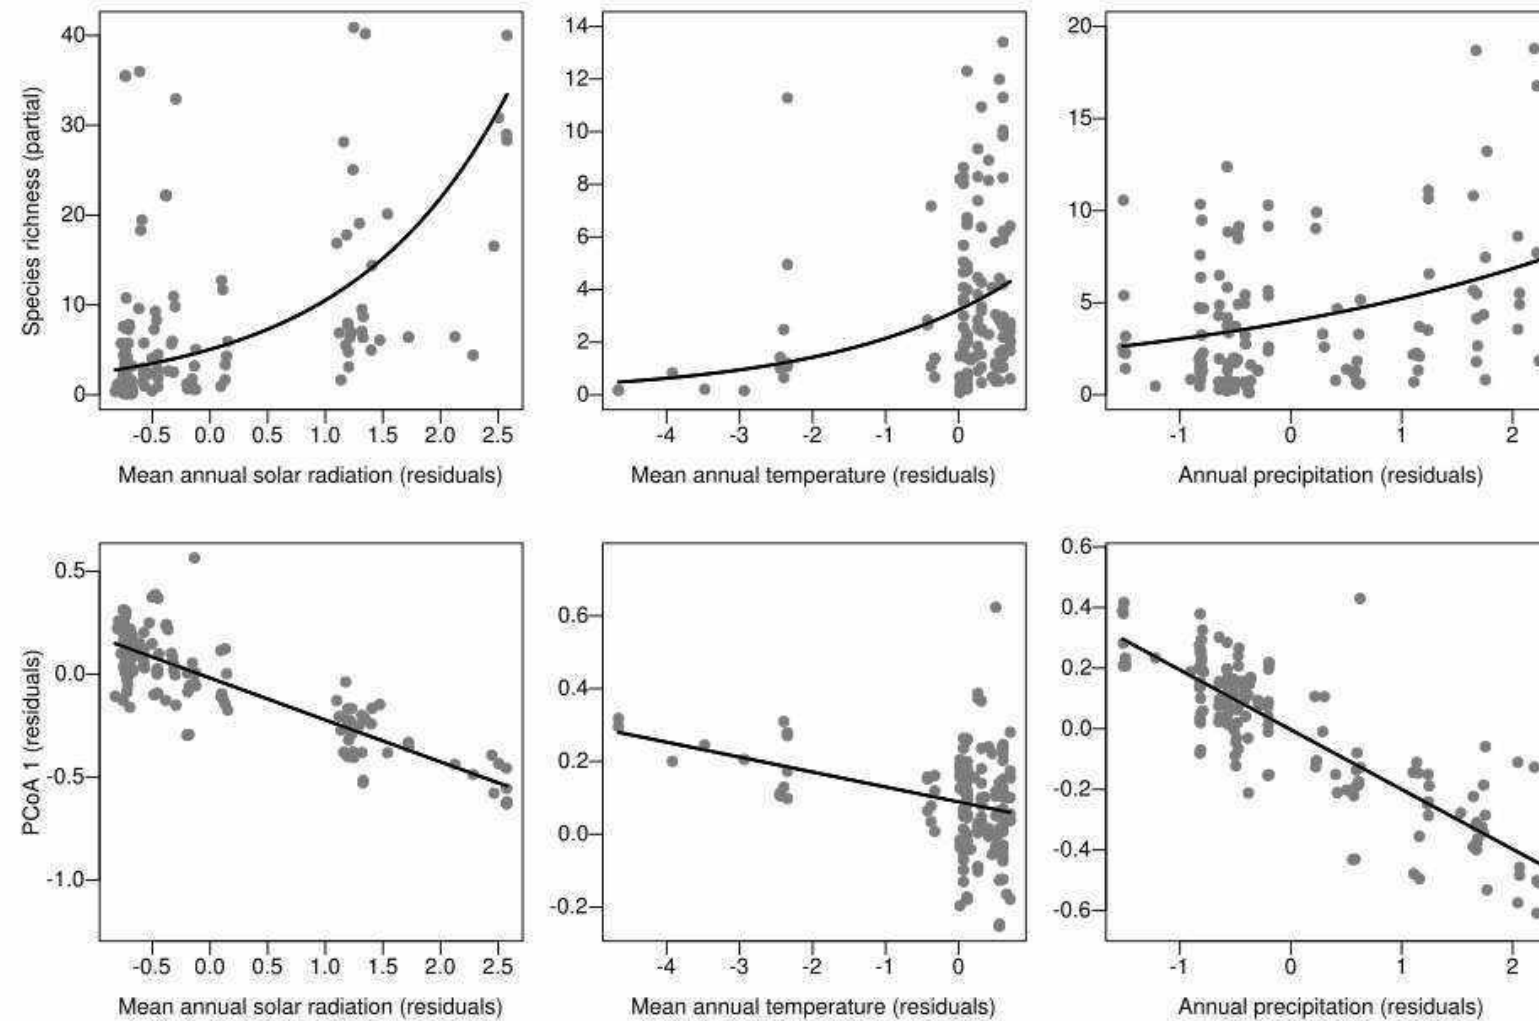 Species richness (partial)
40
30
20
10
0
-0.5 0.0 0.5 1.0 1.5 2.0 2.5
Mean annual solar radiation (residuals)
14
12
10
8
6
4
2
0
-4 -3 -2 -1 0
Mean annual temperature (residuals)
20
15
10
5
0
-1 0 1 2
Annual precipitation (residuals)
PCoA 1 (residuals)
0.5
0.0
-0.5
-1.0
-0.5 0.0 0.5 1.0 1.5 2.0 2.5
Mean annual solar radiation (residuals)
0.6
0.4
0.2
0.0
-0.2
-4 -3 -2 -1 0
Mean annual temperature (residuals)
0.6
0.4
0.2
0.0
-0.2
-0.4
-0.6
-1 0 1 2
Annual precipitation (residuals)